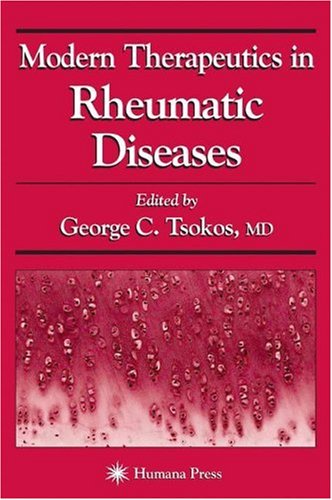 Modern Therapeutics in
Rheumatic
Diseases
Edited by
George C. Tsokos, MD
Humana Press